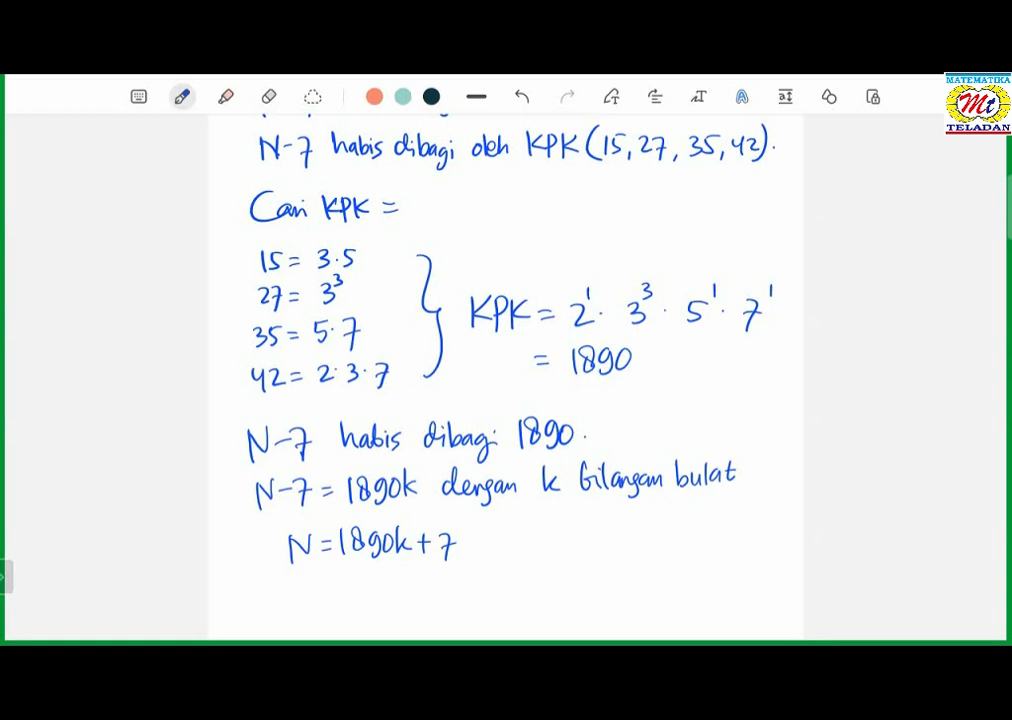 MATEMATIKA
Mt
TELADAN
N-7 habis dibagi oleh KPK (15, 27, 35, 42).
Cari KPK =
15 = 3·5
27 = 3³
35 = 5·7
42 = 2·3·7
KPK = 2¹· 3³ · 5¹· 7¹
= 1890
N-7 habis dibagi 1890.
N-7 = 1890k dengan k bilangan bulat
N = 1890k + 7